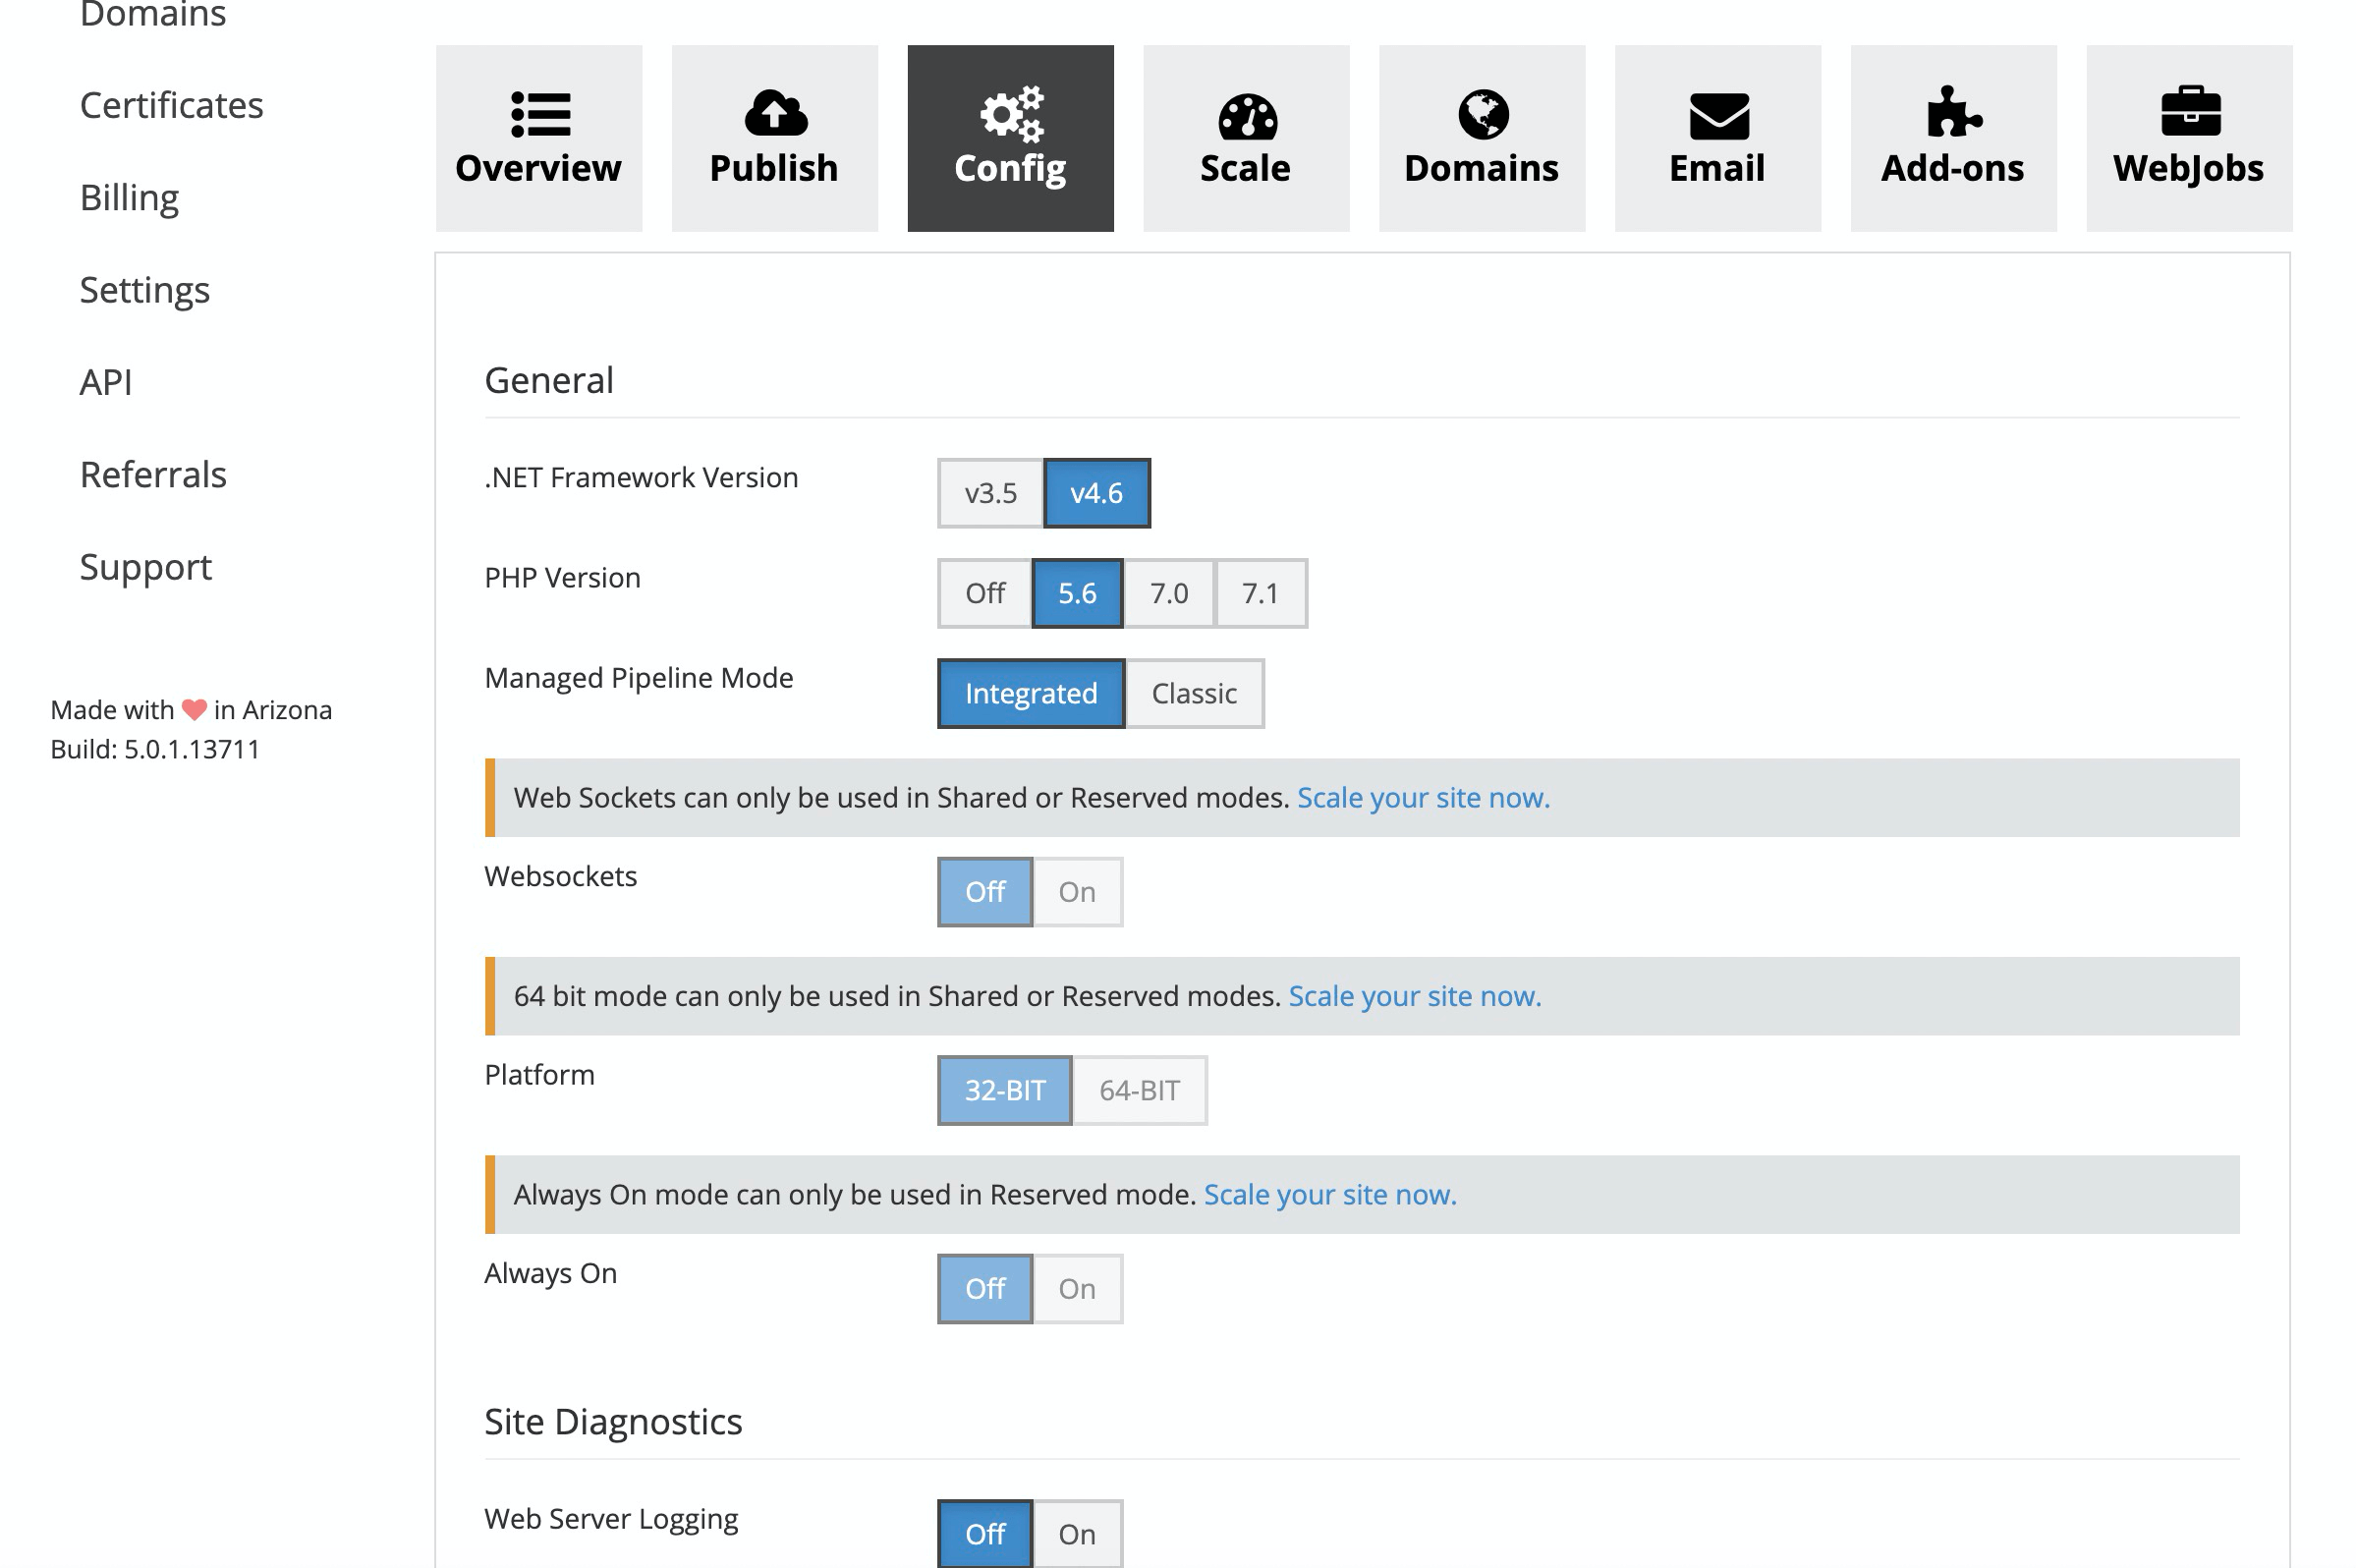 Domains
Certificates
Billing
Settings
API
Referrals
Support
Made with ❤ in Arizona
Build: 5.0.1.13711
Overview
Publish
Config
Scale
Domains
Email
Add-ons
WebJobs
General
.NET Framework Version
v3.5 v4.6
PHP Version
Off 5.6 7.0 7.1
Managed Pipeline Mode
Integrated Classic
Web Sockets can only be used in Shared or Reserved modes. Scale your site now.
Websockets
Off On
64 bit mode can only be used in Shared or Reserved modes. Scale your site now.
Platform
32-BIT 64-BIT
Always On mode can only be used in Reserved mode. Scale your site now.
Always On
Off On
Site Diagnostics
Web Server Logging
Off On